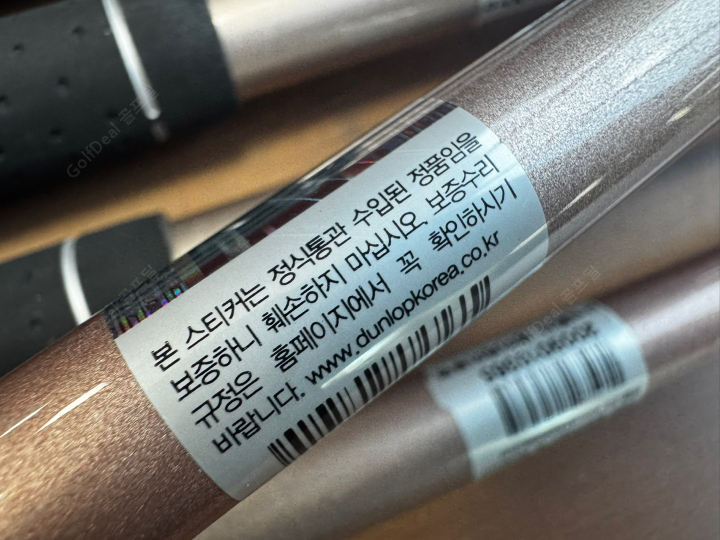 본 스티커는 정식통관 수입된 정품임을
보증하니 훼손하지 마십시오 보증수리
규정은 홈페이지에서 꼭 확인하시기
바랍니다. www.dunlopkorea.co.kr
GolfDeal 골프딜